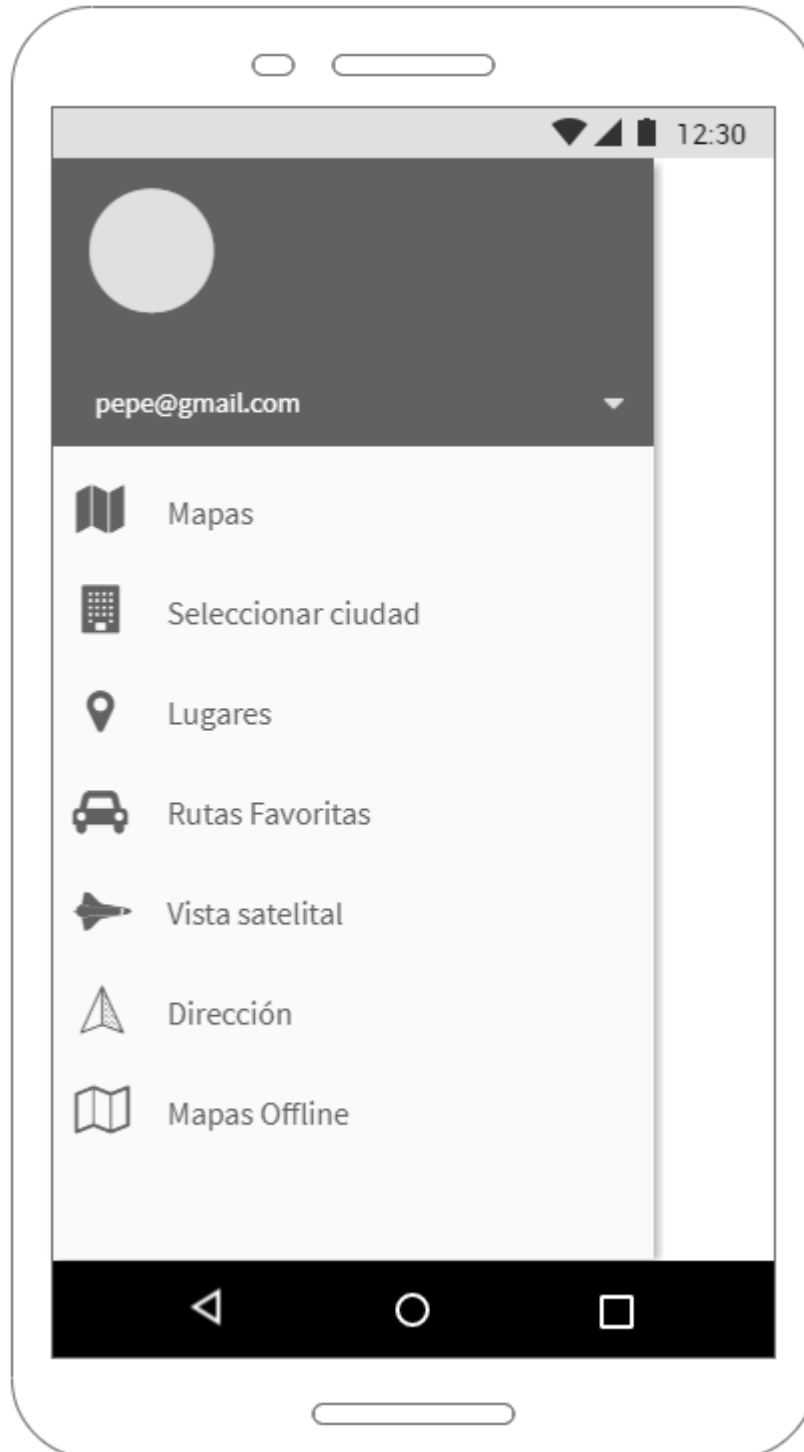 12:30
pepe@gmail.com
Mapas
Seleccionar ciudad
Lugares
Rutas Favoritas
Vista satelital
Dirección
Mapas Offline